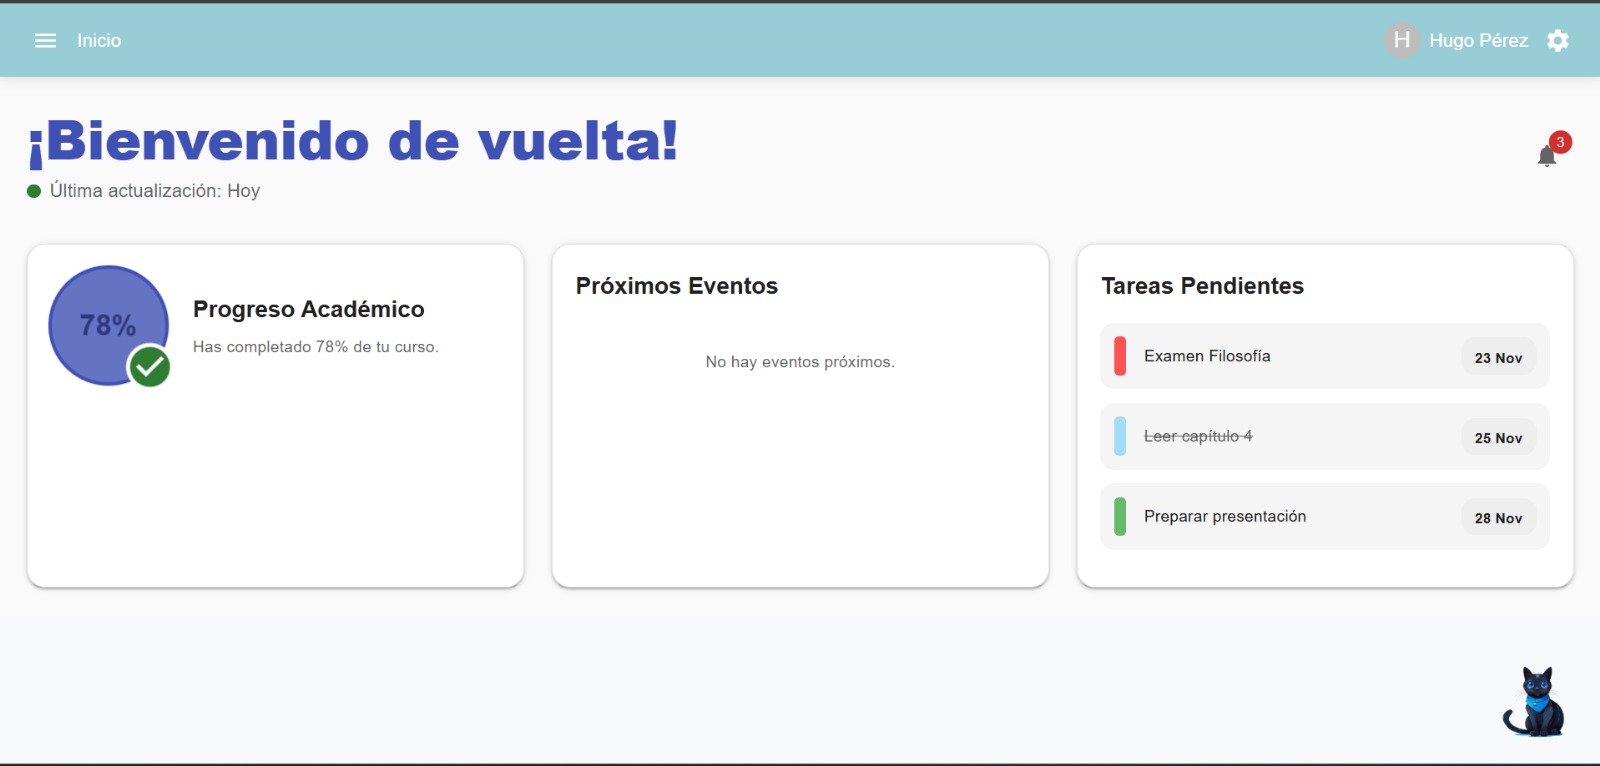 Inicio
H Hugo Pérez
¡Bienvenido de vuelta!
3
Última actualización: Hoy
78%
Progreso Académico
Has completado 78% de tu curso.
Próximos Eventos
No hay eventos próximos.
Tareas Pendientes
Examen Filosofía 23 Nov
Leer capítulo 4 25 Nov
Preparar presentación 28 Nov